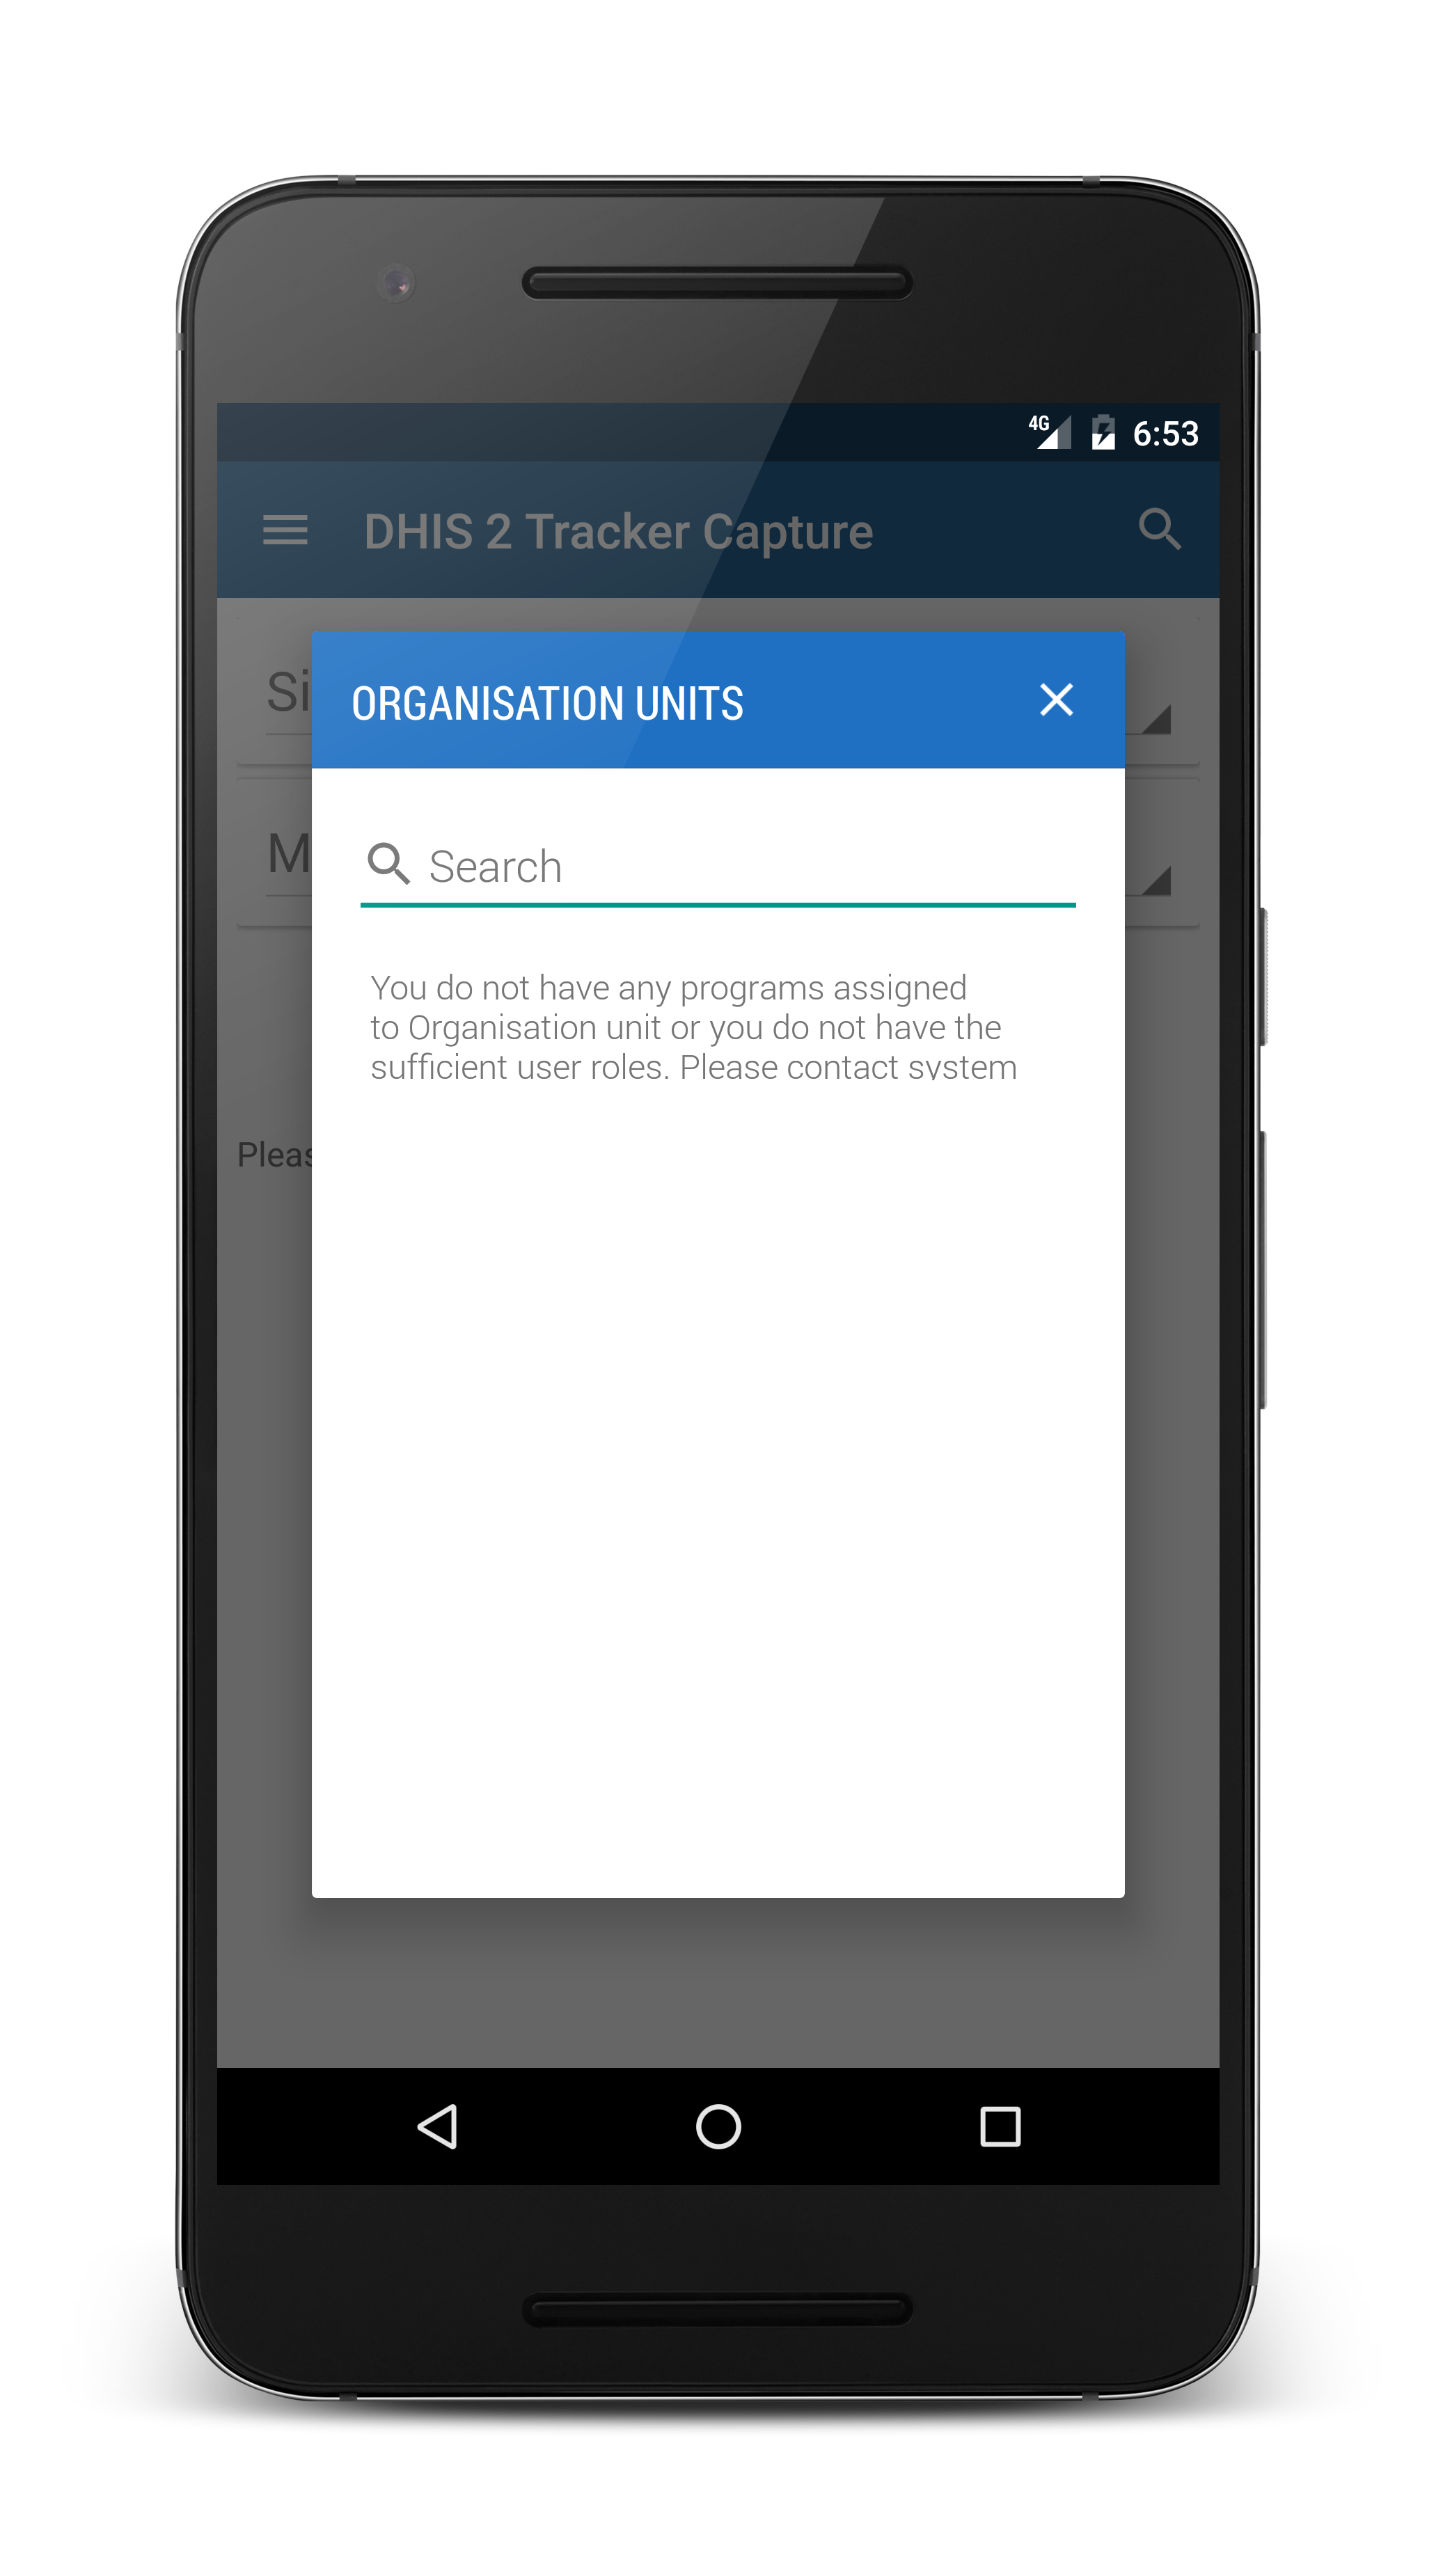 4G 6:53
DHIS 2 Tracker Capture
Si
ORGANISATION UNITS
M
Search
You do not have any programs assigned
to Organisation unit or you do not have the
sufficient user roles. Please contact system
Pleas